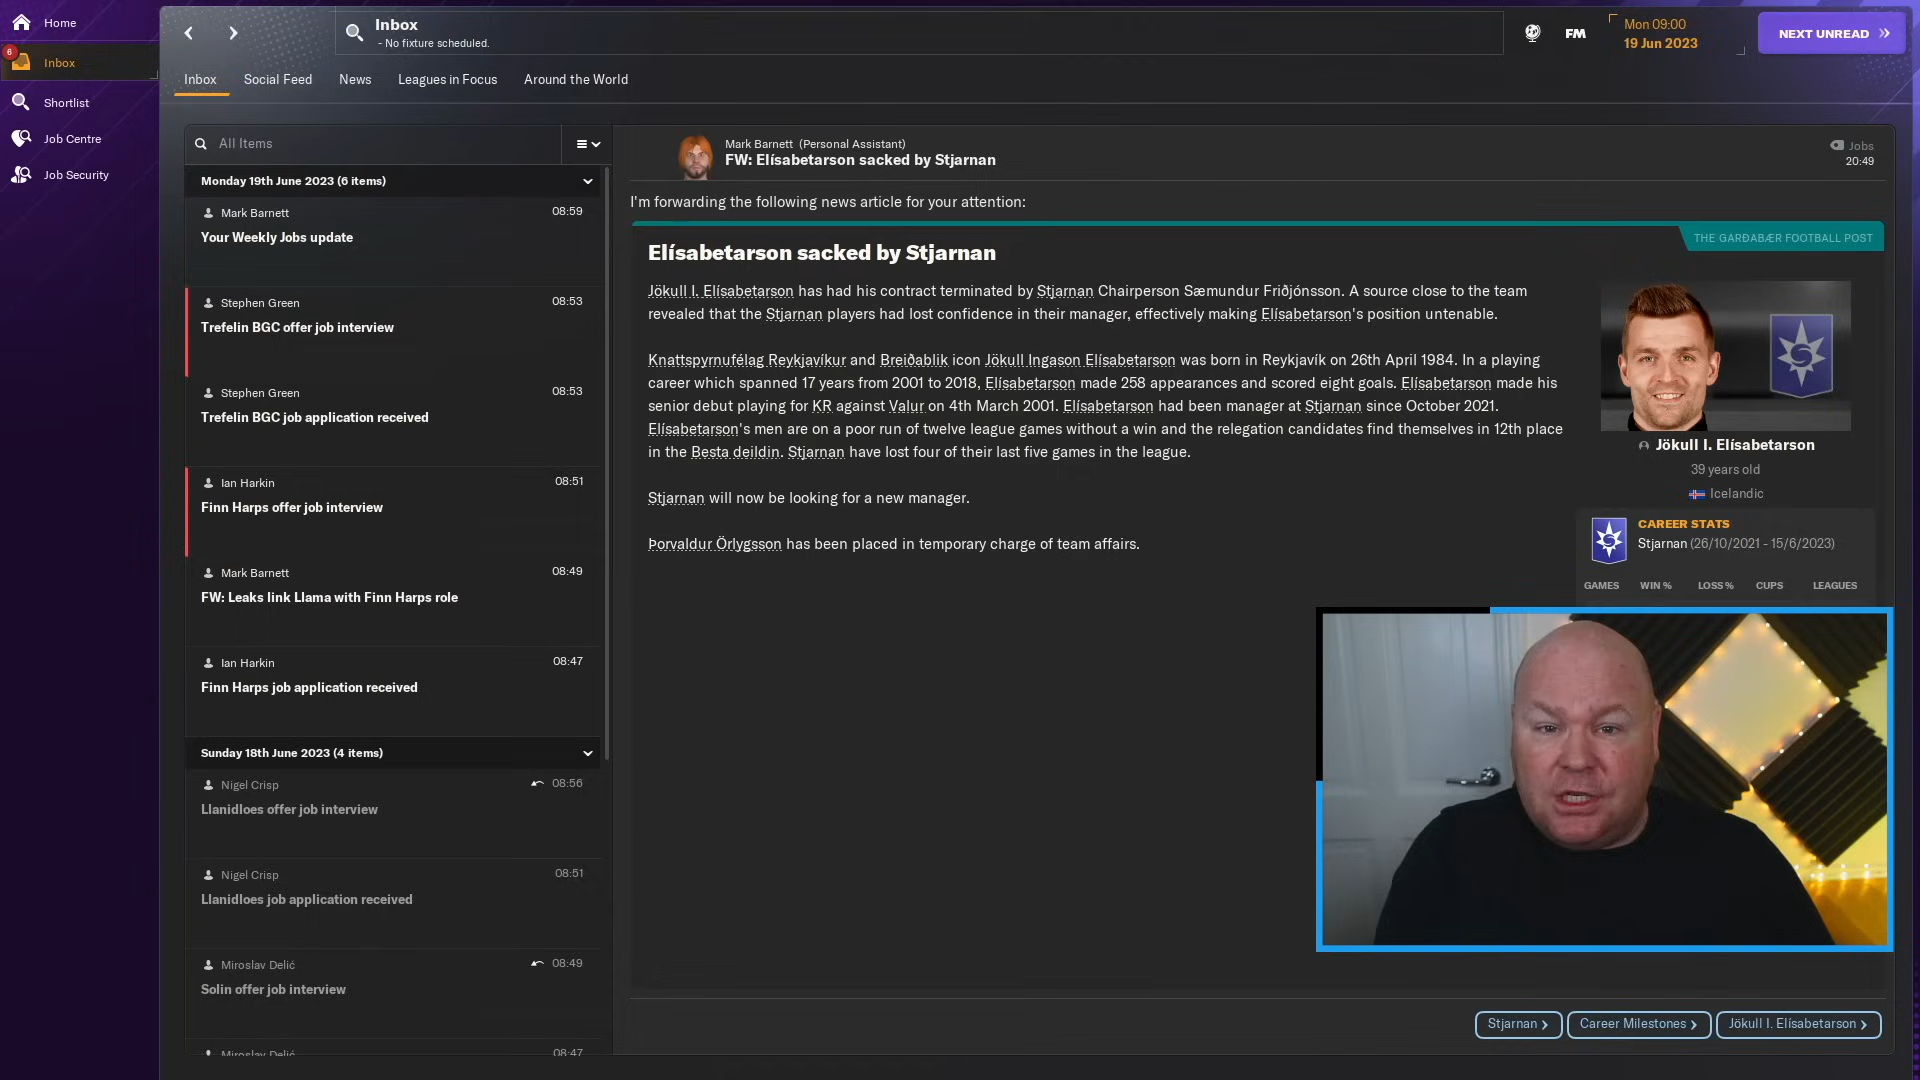 Home
6
Inbox
Shortlist
Job Centre
Job Security
Inbox
- No fixture scheduled.
FM
Mon 09:00
19 Jun 2023
NEXT UNREAD
Inbox
Social Feed
News
Leagues in Focus
Around the World
All Items
Monday 19th June 2023 (6 items)
Mark Barnett
08:59
Your Weekly Jobs update
Stephen Green
08:53
Trefelin BGC offer job interview
Stephen Green
08:53
Trefelin BGC job application received
Ian Harkin
08:51
Finn Harps offer job interview
Mark Barnett
08:49
FW: Leaks link Llama with Finn Harps role
Ian Harkin
08:47
Finn Harps job application received
Sunday 18th June 2023 (4 items)
Nigel Crisp
08:56
Llanidloes offer job interview
Nigel Crisp
08:51
Llanidloes job application received
Miroslav Delić
08:49
Solin offer job interview
Miroslav Delić
08:47
Mark Barnett (Personal Assistant)
FW: Elísabetarson sacked by Stjarnan
Jobs
20:49
I'm forwarding the following news article for your attention:
THE GARÐABÆR FOOTBALL POST
Elísabetarson sacked by Stjarnan
Jökull I. Elísabetarson has had his contract terminated by Stjarnan Chairperson Sæmundur Friðjónsson. A source close to the team
revealed that the Stjarnan players had lost confidence in their manager, effectively making Elísabetarson's position untenable.
Knattspyrnufélag Reykjavíkur and Breiðablik icon Jökull Ingason Elísabetarson was born in Reykjavík on 26th April 1984. In a playing
career which spanned 17 years from 2001 to 2018, Elísabetarson made 258 appearances and scored eight goals. Elísabetarson made his
senior debut playing for KR against Valur on 4th March 2001. Elísabetarson had been manager at Stjarnan since October 2021.
Elísabetarson's men are on a poor run of twelve league games without a win and the relegation candidates find themselves in 12th place
in the Besta deildin. Stjarnan have lost four of their last five games in the league.
Stjarnan will now be looking for a new manager.
Þorvaldur Örlygsson has been placed in temporary charge of team affairs.
Jökull I. Elísabetarson
39 years old
Icelandic
CAREER STATS
Stjarnan (26/10/2021 - 15/6/2023)
GAMES WIN % LOSS % CUPS LEAGUES
Stjarnan
Career Milestones
Jökull I. Elísabetarson